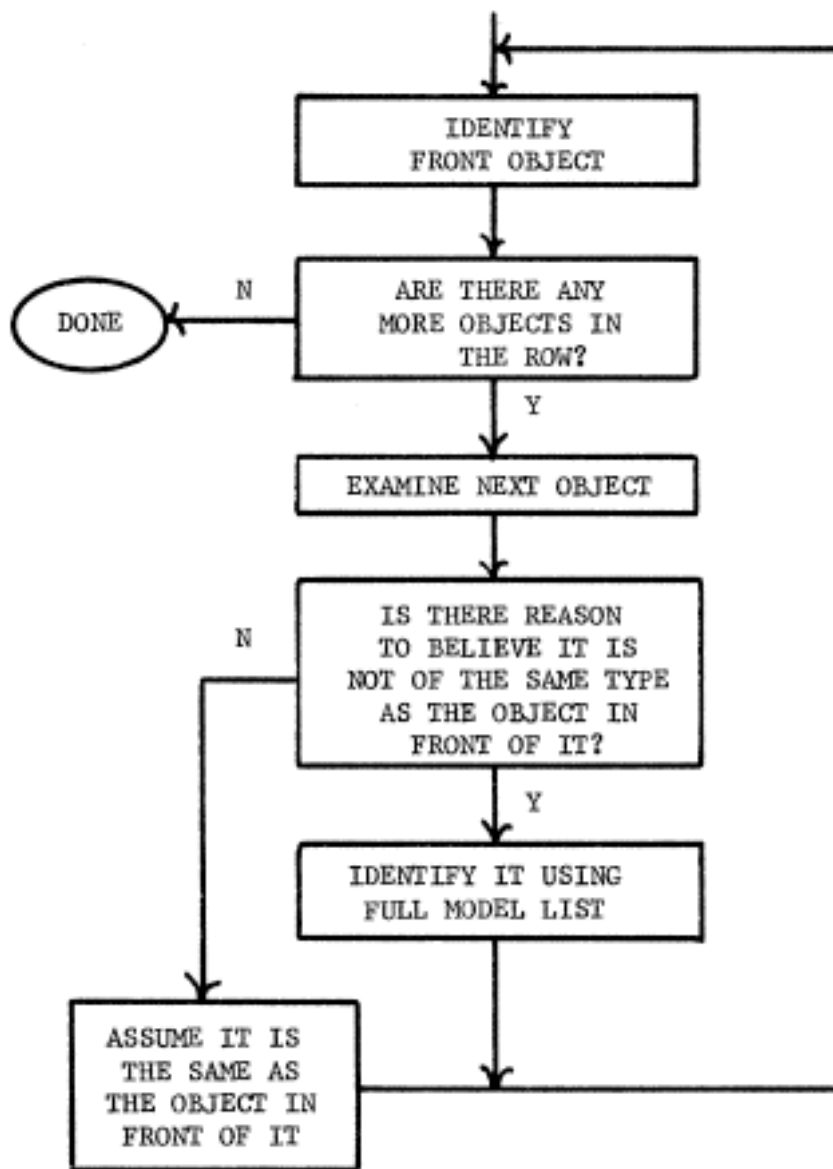 IDENTIFY
FRONT OBJECT
N
ARE THERE ANY
MORE OBJECTS IN
THE ROW?
DONE
Y
EXAMINE NEXT OBJECT
IS THERE REASON
TO BELIEVE IT IS
NOT OF THE SAME TYPE
AS THE OBJECT IN
FRONT OF IT?
N
Y
IDENTIFY IT USING
FULL MODEL LIST
ASSUME IT IS
THE SAME AS
THE OBJECT IN
FRONT OF IT